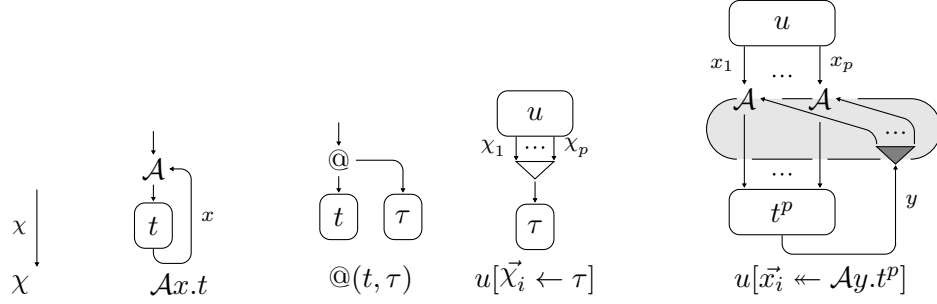 χ
χ
𝒜
t
x
𝒜x.t
@
t
τ
@(t, τ)
u
χ₁ ... χₚ
τ
u[χ⃗ᵢ ← τ]
u
x₁ ... xₚ
𝒜 𝒜
...
...
tᵖ
y
u[x⃗ᵢ ↞ 𝒜y.tᵖ]